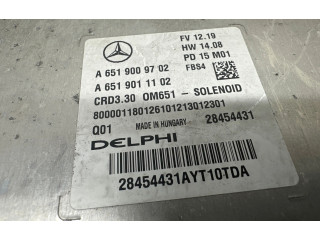 FV 12.19
HW 14.08
PD 15 M01
FBS4
A 651 900 97 02
A 651 901 11 02
CRD3.30 OM651 - SOLENOID
800001180126101213012301
Q01 MADE IN HUNGARY 28454431
DELPHI
28454431AYT10TDA